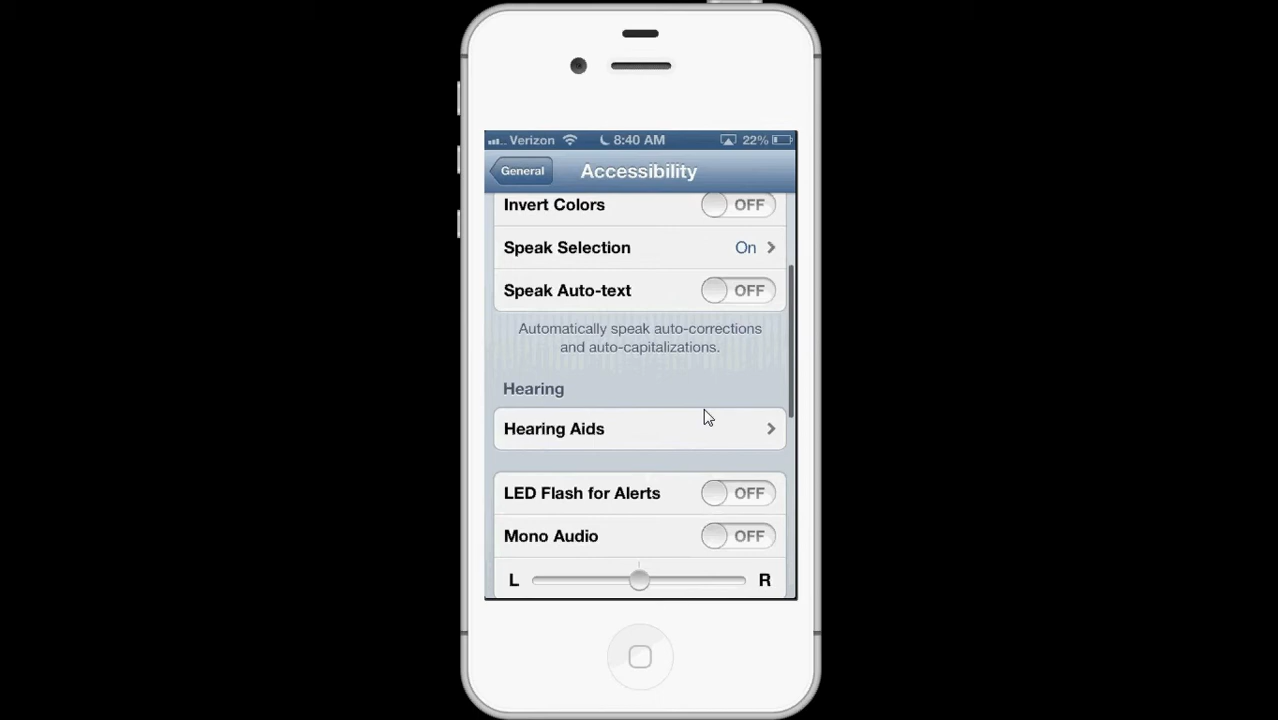 Verizon 8:40 AM 22%
General Accessibility
Invert Colors OFF
Speak Selection On
Speak Auto-text OFF
Automatically speak auto-corrections
and auto-capitalizations.
Hearing
Hearing Aids
LED Flash for Alerts OFF
Mono Audio OFF
L R